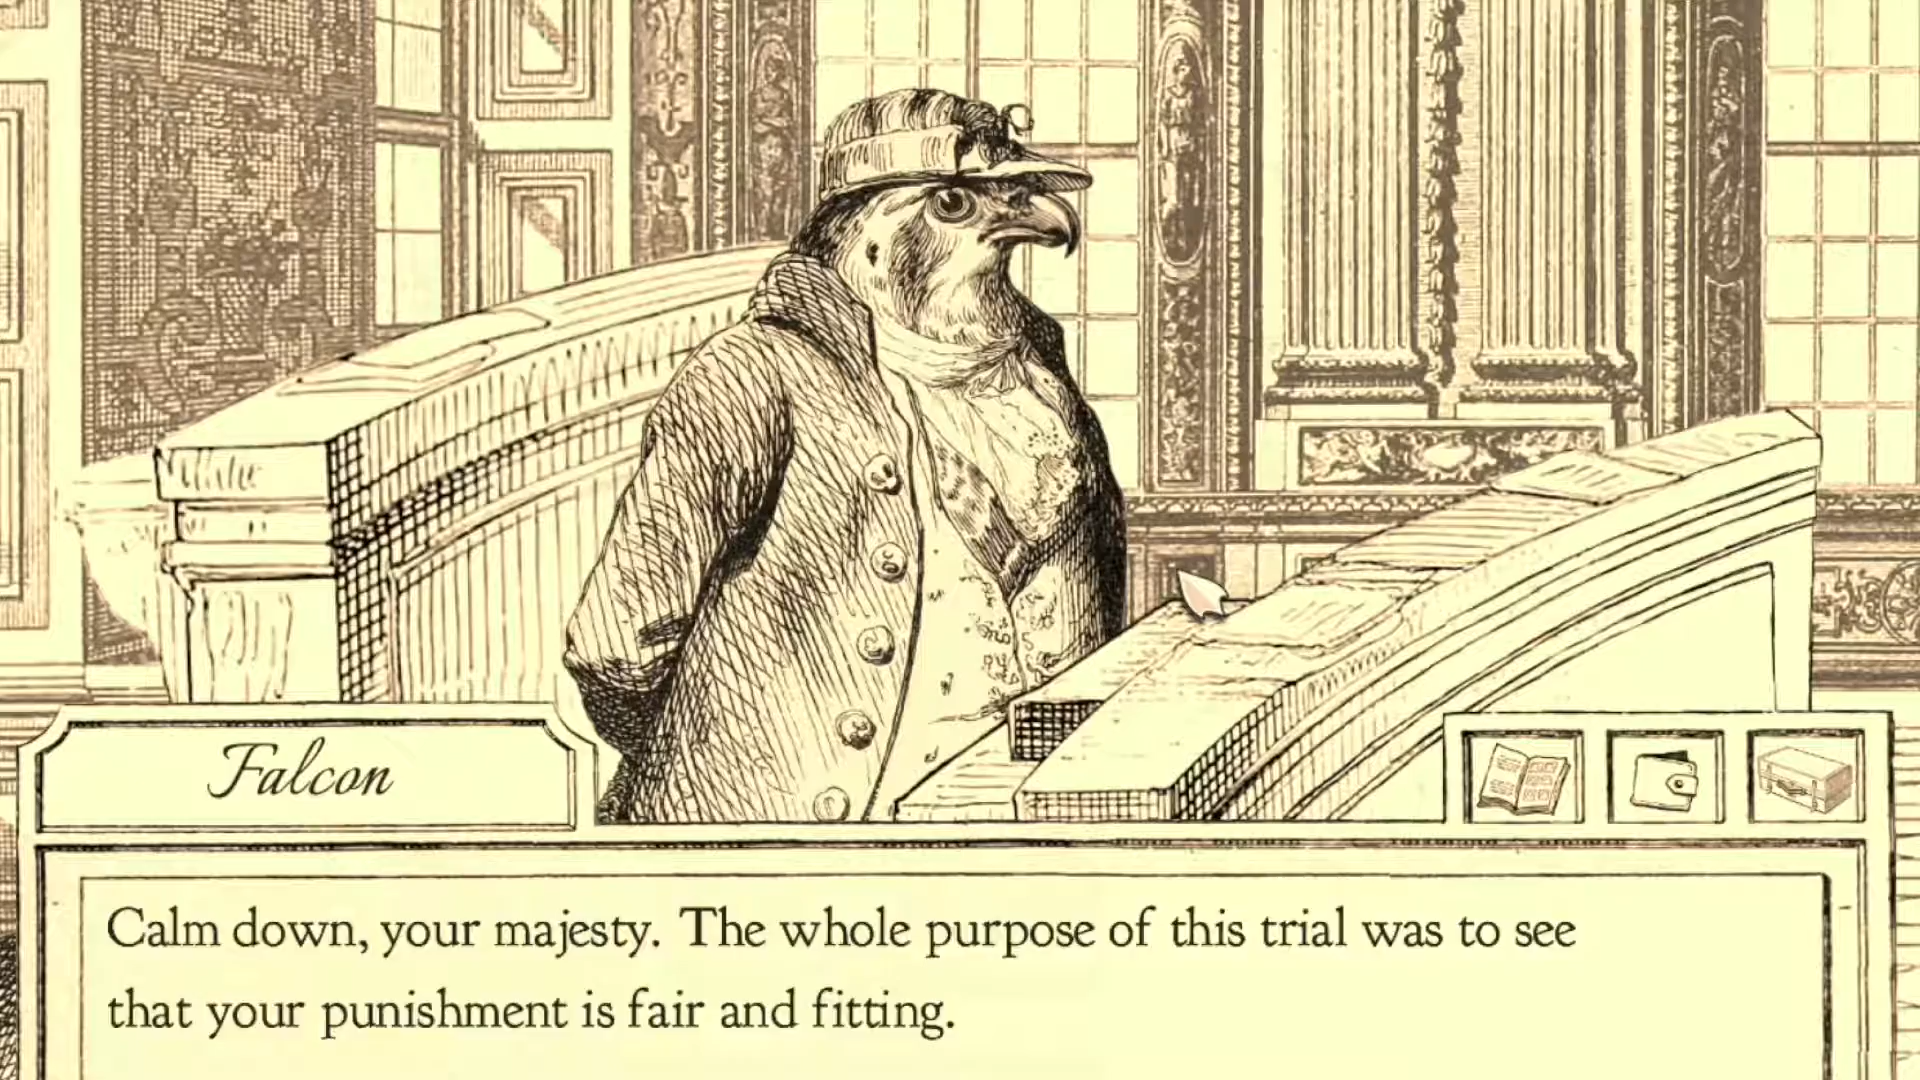 Falcon
Calm down, your majesty. The whole purpose of this trial was to see
that your punishment is fair and fitting.